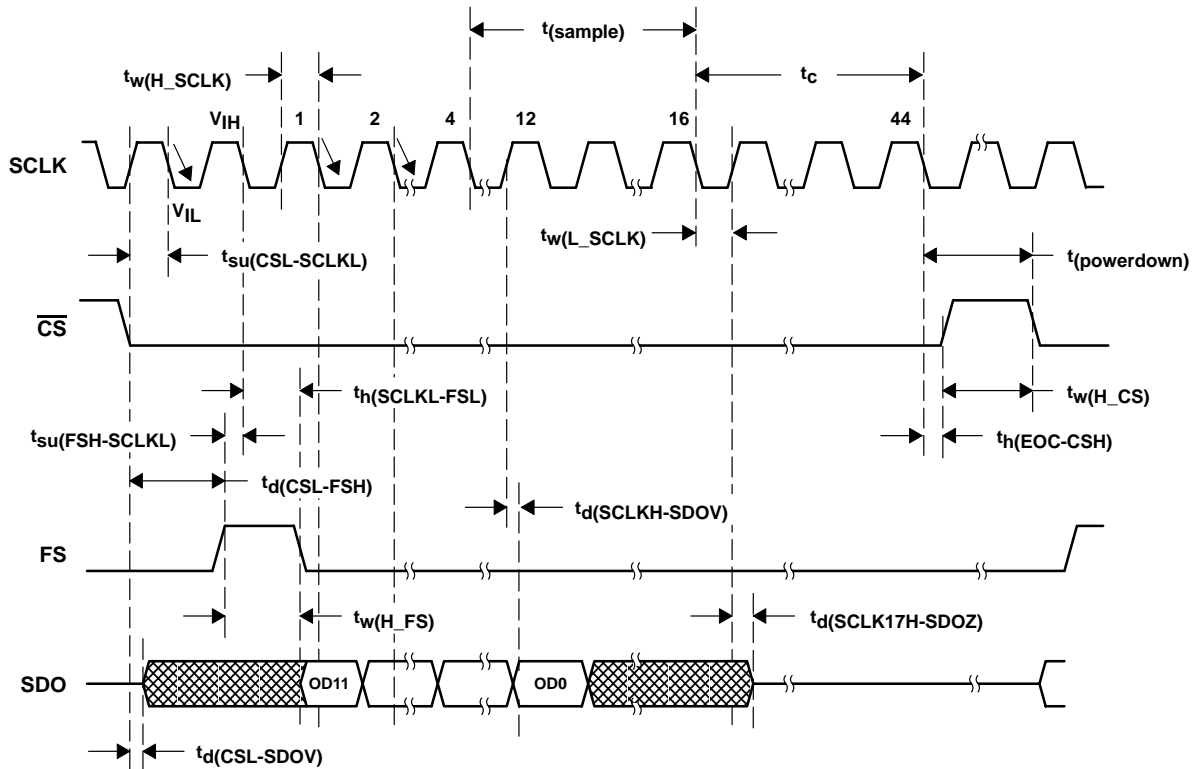 t(sample)
tw(H_SCLK)
tc
VIH
1
2
4
12
16
44
SCLK
VIL
tw(L_SCLK)
tsu(CSL-SCLKL)
t(powerdown)
CS
th(SCLKL-FSL)
tw(H_CS)
tsu(FSH-SCLKL)
th(EOC-CSH)
td(CSL-FSH)
td(SCLKH-SDOV)
FS
tw(H_FS)
td(SCLK17H-SDOZ)
SDO
OD11
OD0
td(CSL-SDOV)